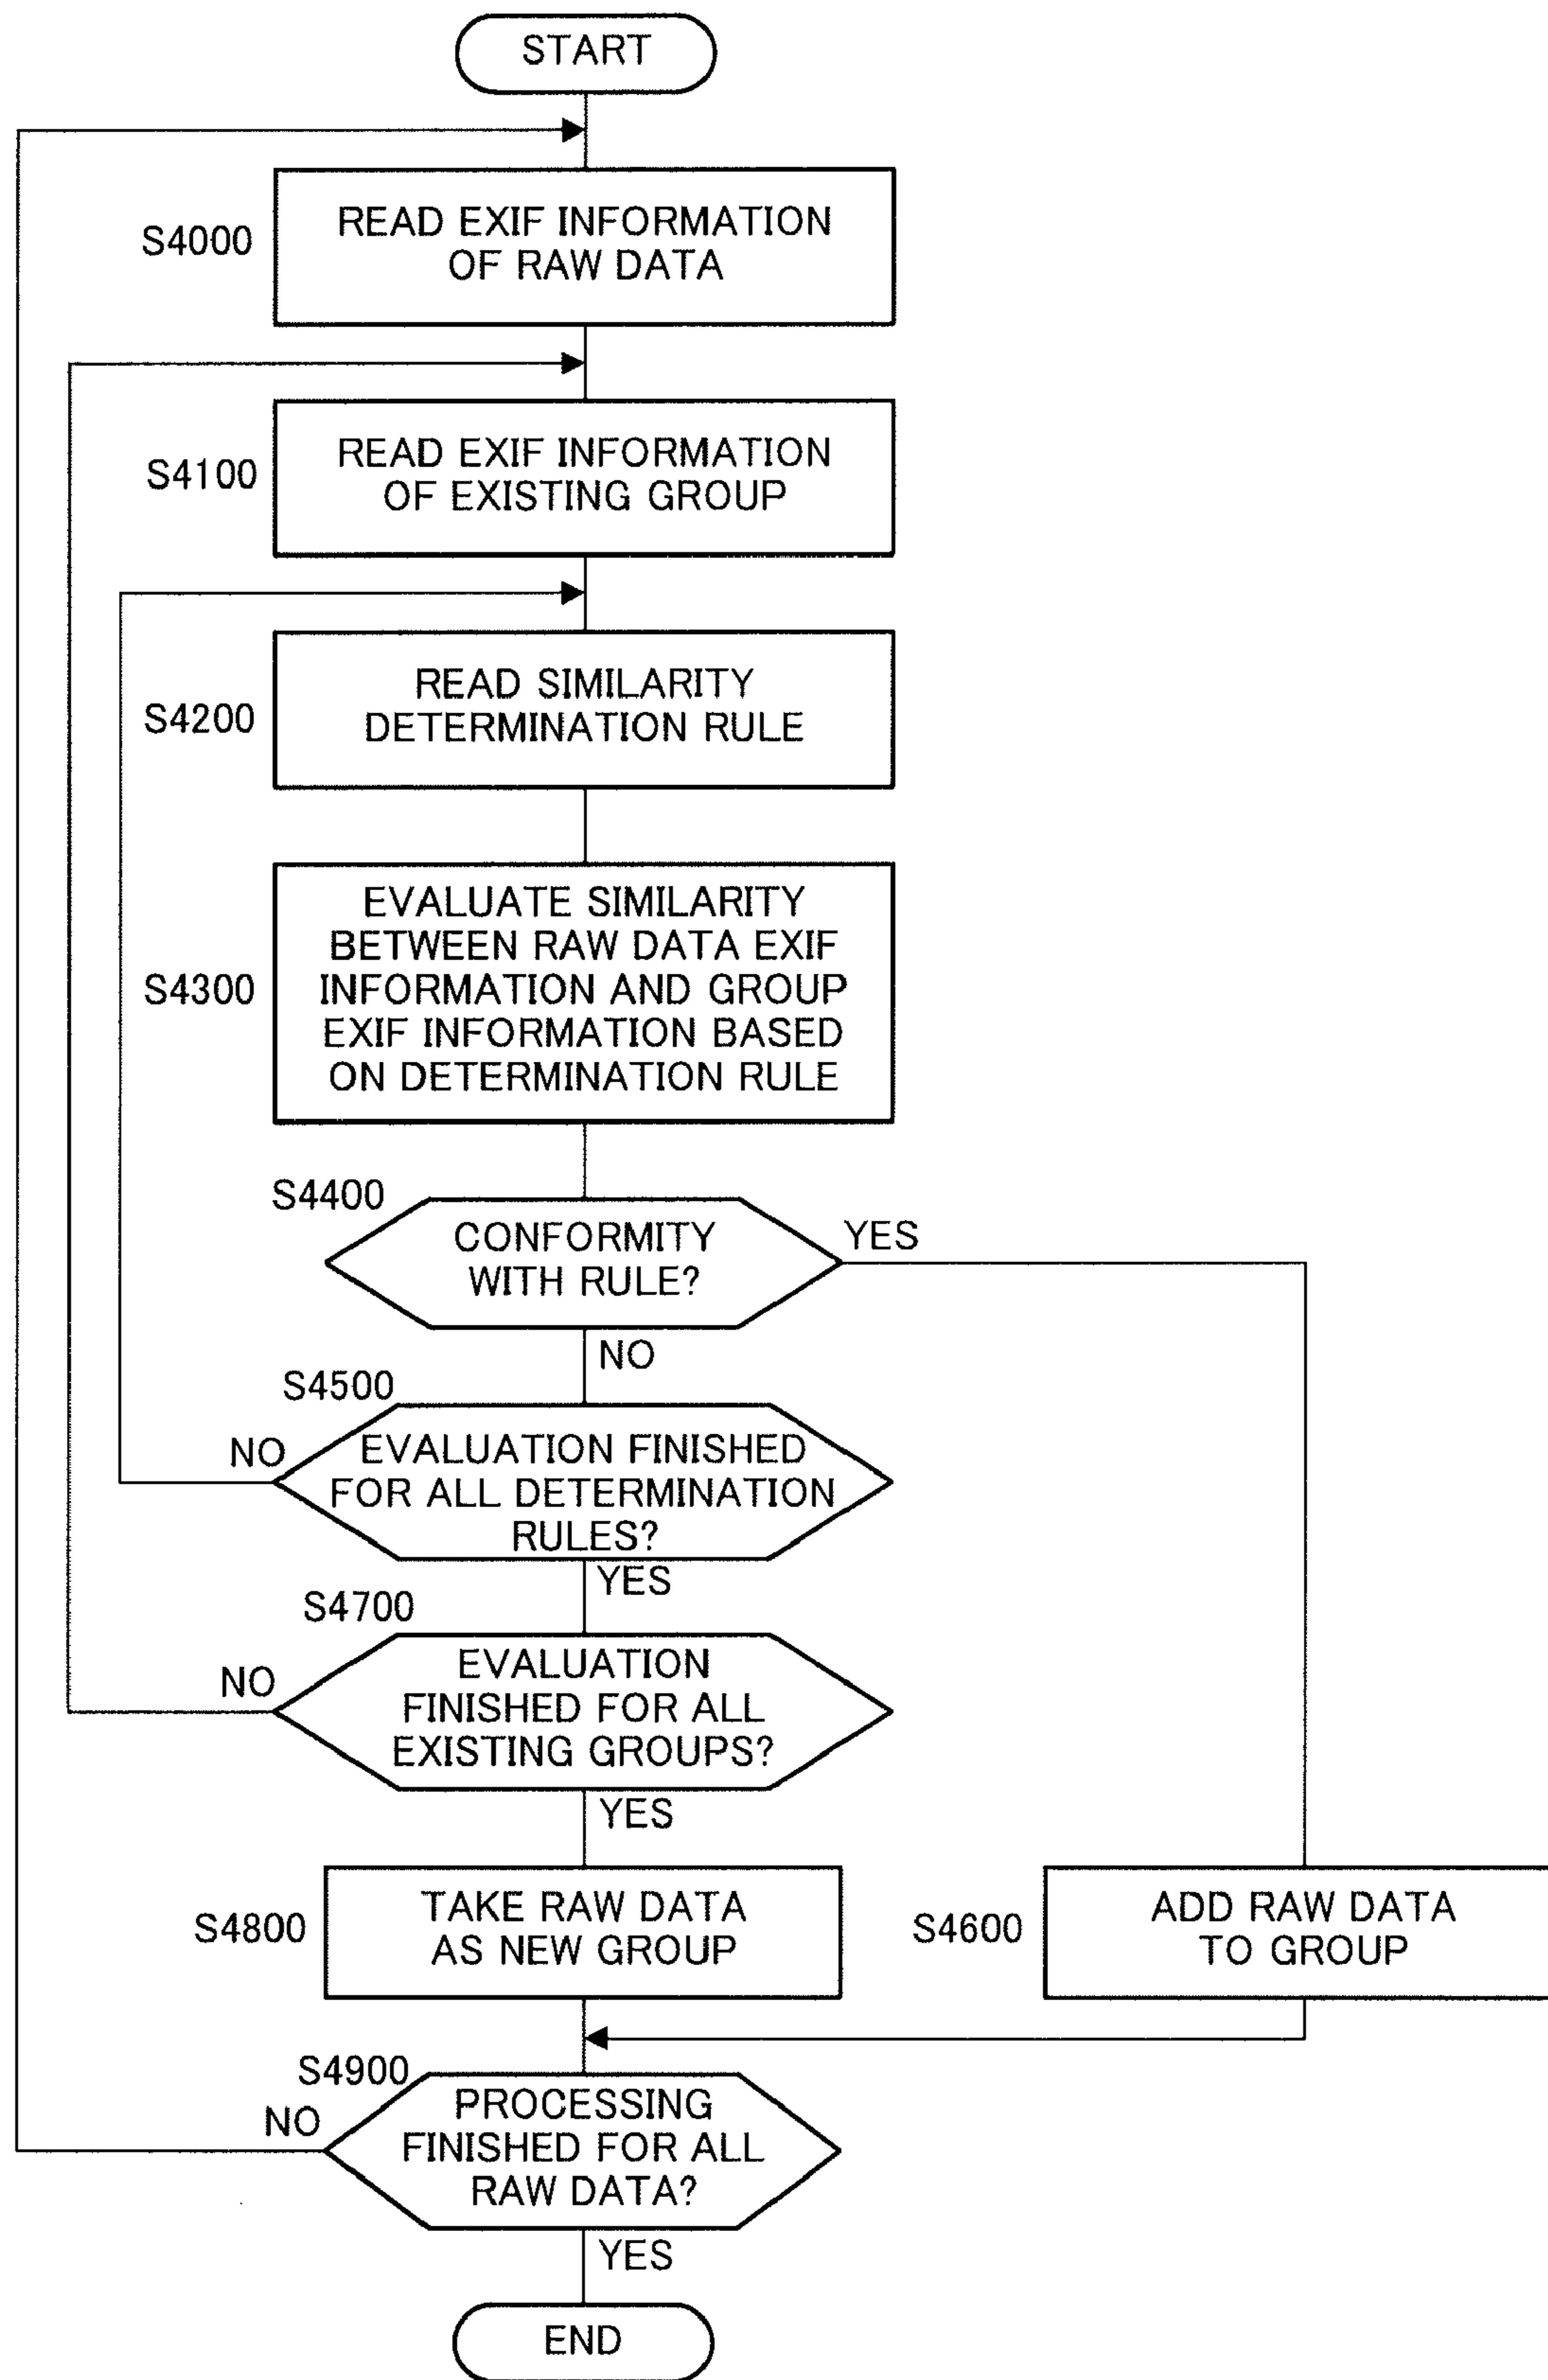 START
S4000
READ EXIF INFORMATION
OF RAW DATA
S4100
READ EXIF INFORMATION
OF EXISTING GROUP
S4200
READ SIMILARITY
DETERMINATION RULE
S4300
EVALUATE SIMILARITY
BETWEEN RAW DATA EXIF
INFORMATION AND GROUP
EXIF INFORMATION BASED
ON DETERMINATION RULE
S4400
CONFORMITY
WITH RULE?
YES
NO
S4500
NO
EVALUATION FINISHED
FOR ALL DETERMINATION
RULES?
YES
S4700
NO
EVALUATION
FINISHED FOR ALL
EXISTING GROUPS?
YES
S4800
TAKE RAW DATA
AS NEW GROUP
S4600
ADD RAW DATA
TO GROUP
S4900
NO
PROCESSING
FINISHED FOR ALL
RAW DATA?
YES
END